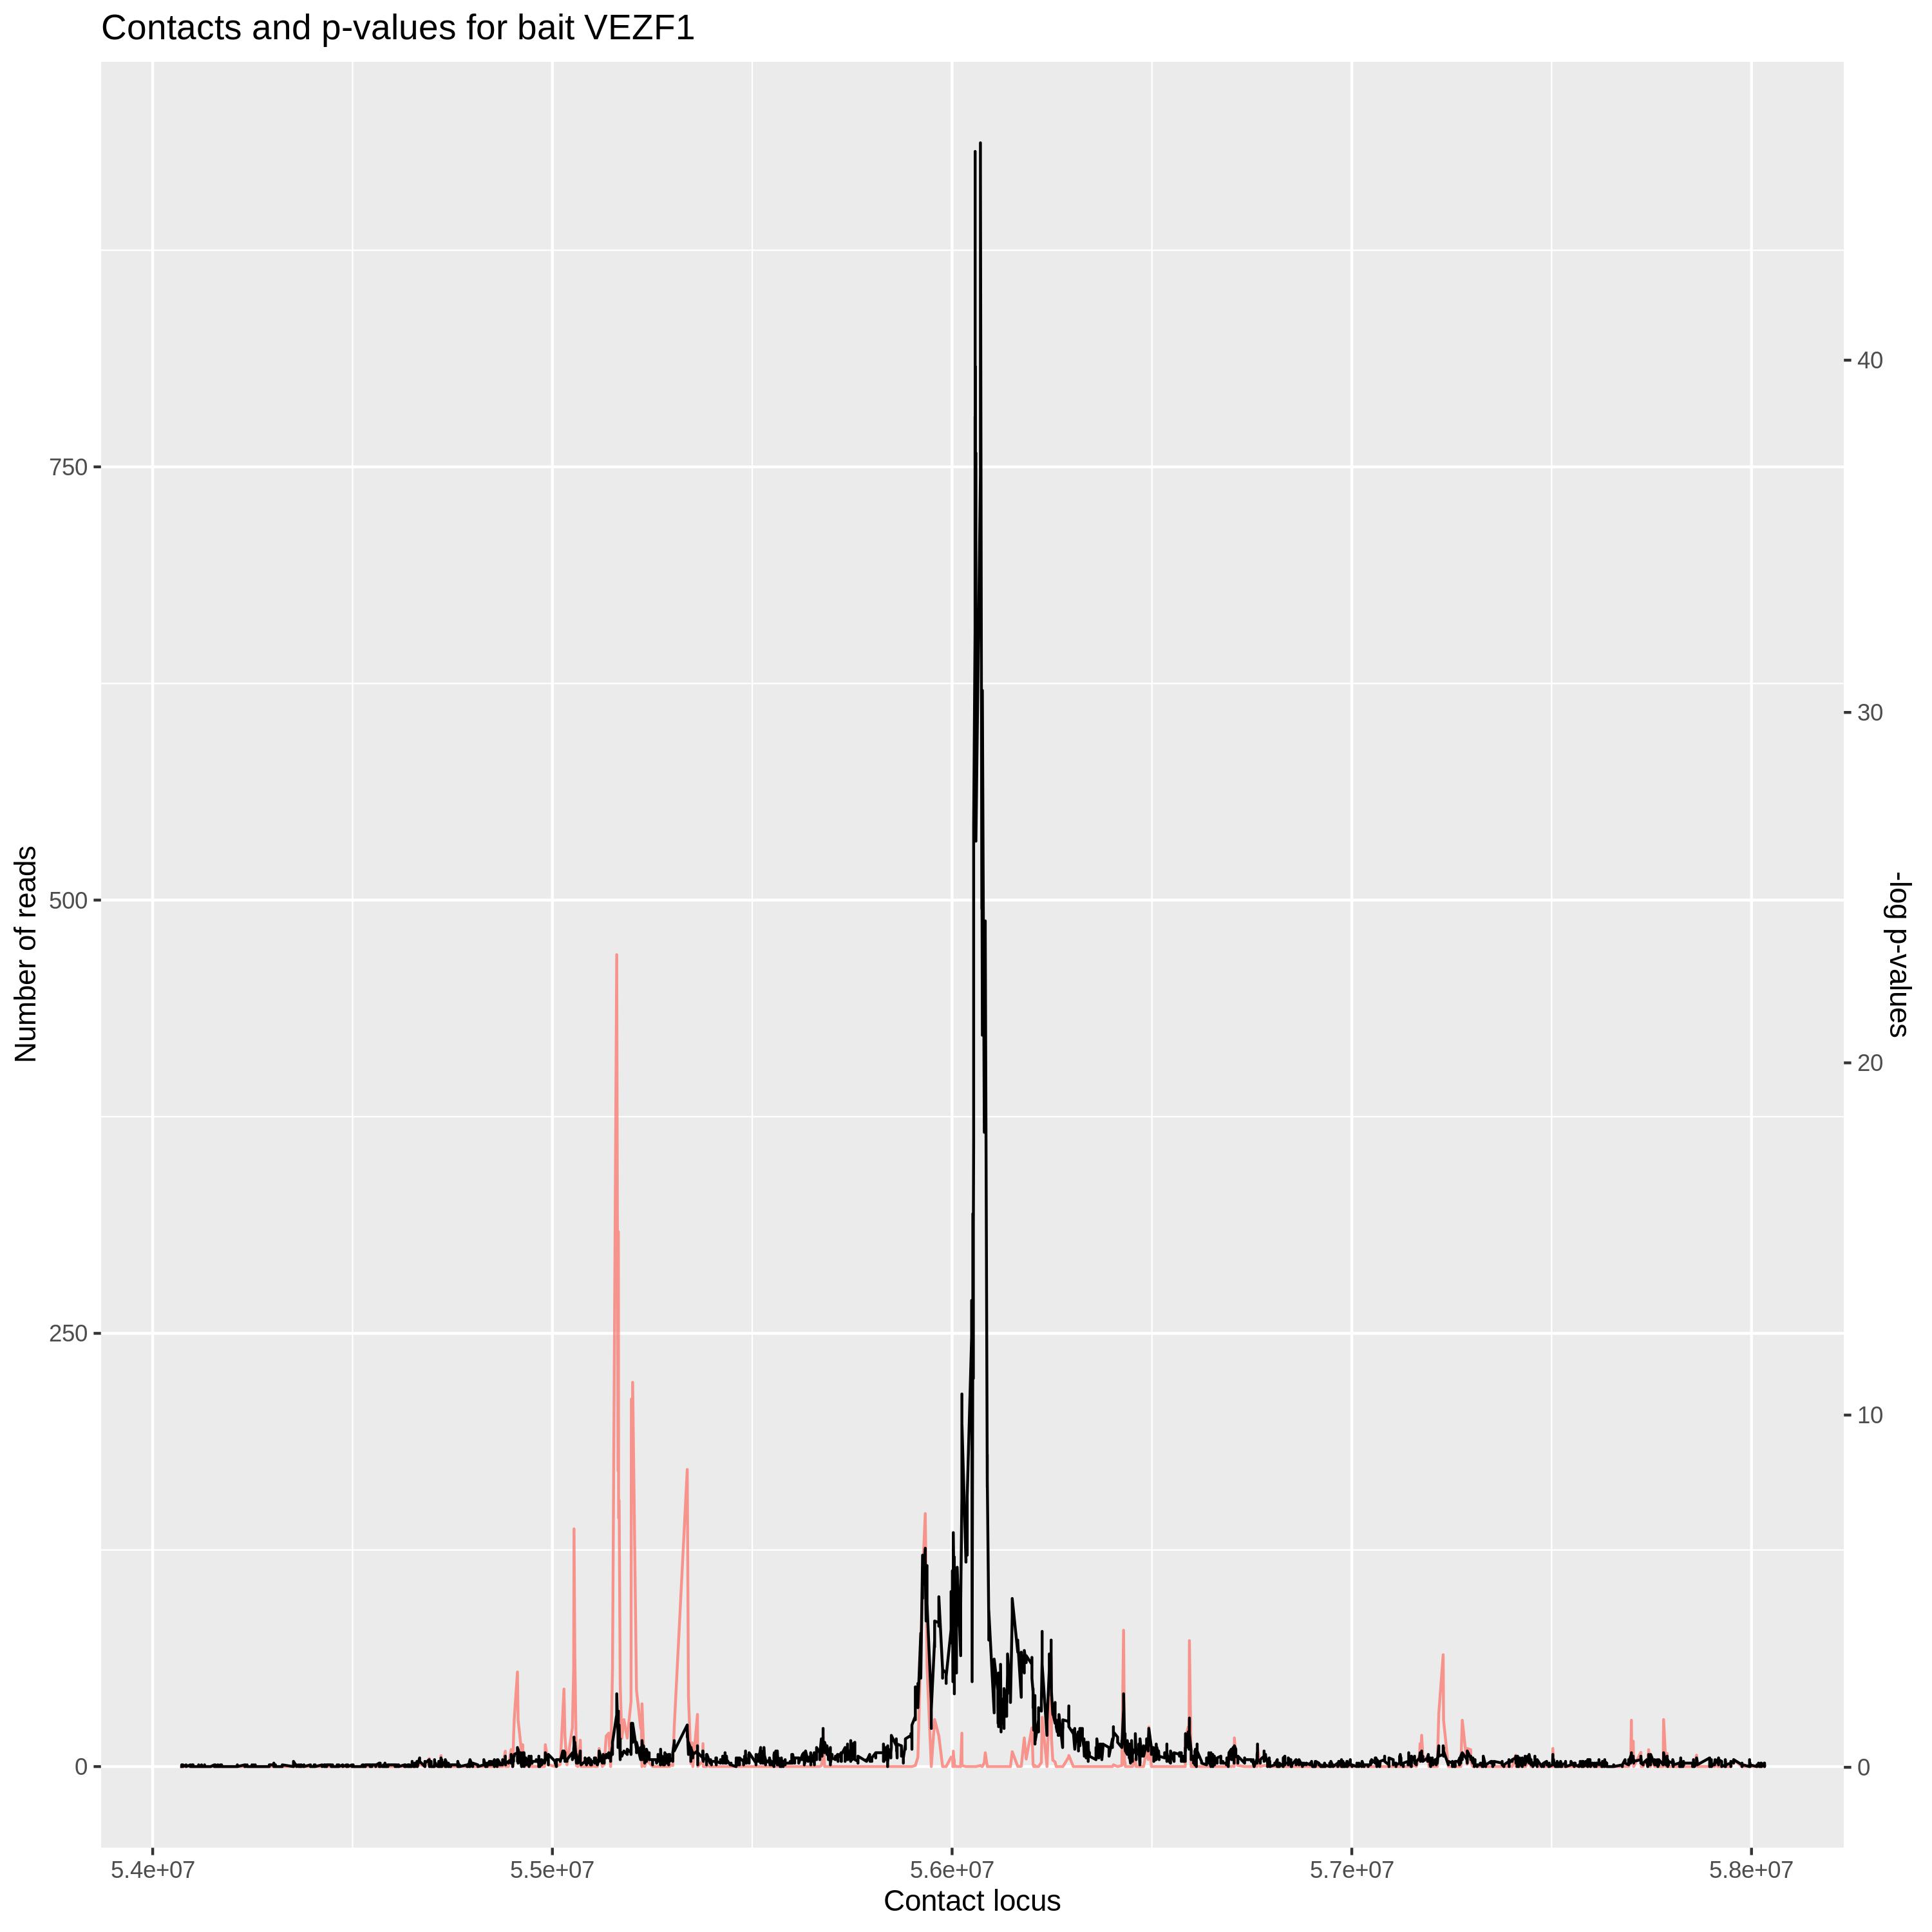 Contacts and p-values for bait VEZF1
Number of reads
750
500
250
0
40
30
20
10
0
-log p-values
5.4e+07
5.5e+07
5.6e+07
5.7e+07
5.8e+07
Contact locus